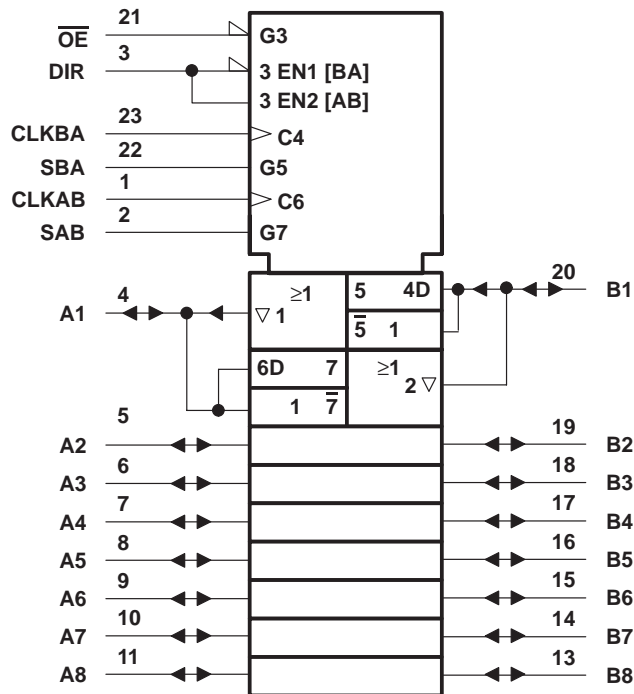 21
O̅E̅ G3
3
DIR 3 EN1 [BA]
3 EN2 [AB]
23
CLKBA C4
22
SBA G5
1
CLKAB C6
2
SAB G7
4 ≥1 5 4D 20
A1 ▽ 1 B1
5̅ 1
6D 7 ≥1
2 ▽
1 7̅
5 19
A2 B2
6 18
A3 B3
7 17
A4 B4
8 16
A5 B5
9 15
A6 B6
10 14
A7 B7
11 13
A8 B8